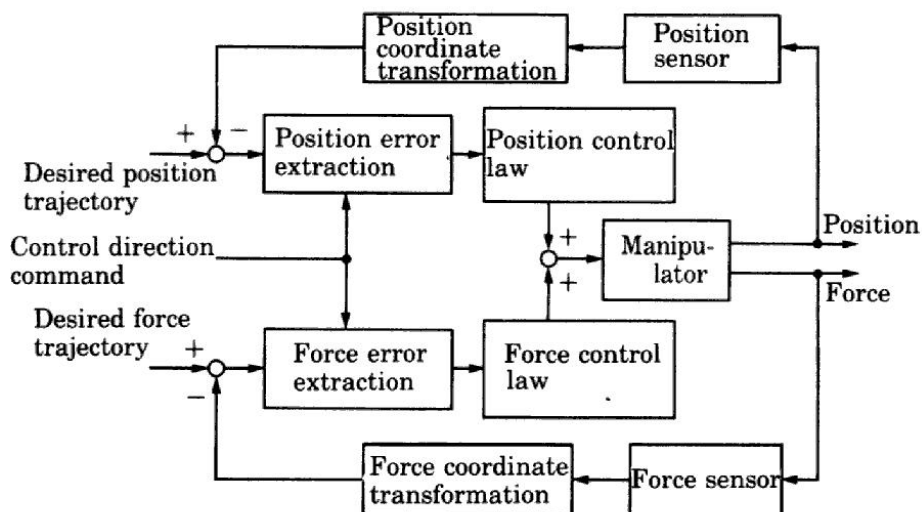 Position
coordinate
transformation
Position
sensor
+
−
Position error
extraction
Position control
law
Desired position
trajectory
+
Position
Control direction
command
Manipu-
lator
+
Force
Desired force
trajectory
+
−
Force error
extraction
Force control
law
Force coordinate
transformation
Force sensor